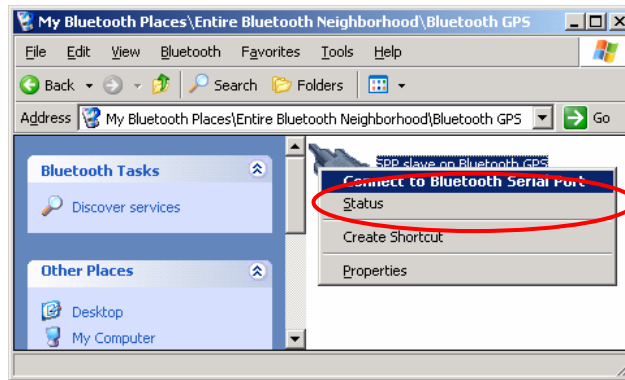 My Bluetooth Places\Entire Bluetooth Neighborhood\Bluetooth GPS
File Edit View Bluetooth Favorites Tools Help
Back Search Folders
Address My Bluetooth Places\Entire Bluetooth Neighborhood\Bluetooth GPS Go
Bluetooth Tasks
Discover services
Other Places
Desktop
My Computer
SPP slave on Bluetooth GPS
Connect to Bluetooth Serial Port
Status
Create Shortcut
Properties